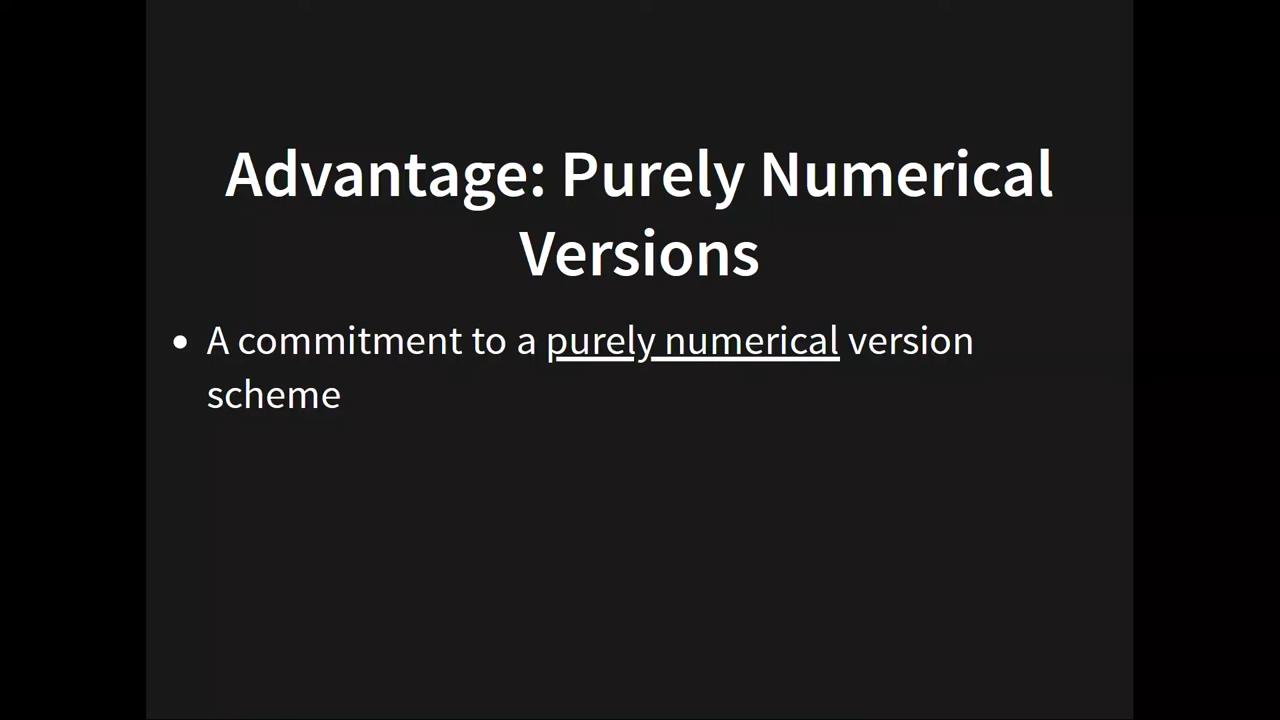 Advantage: Purely Numerical
Versions
A commitment to a purely numerical version
scheme